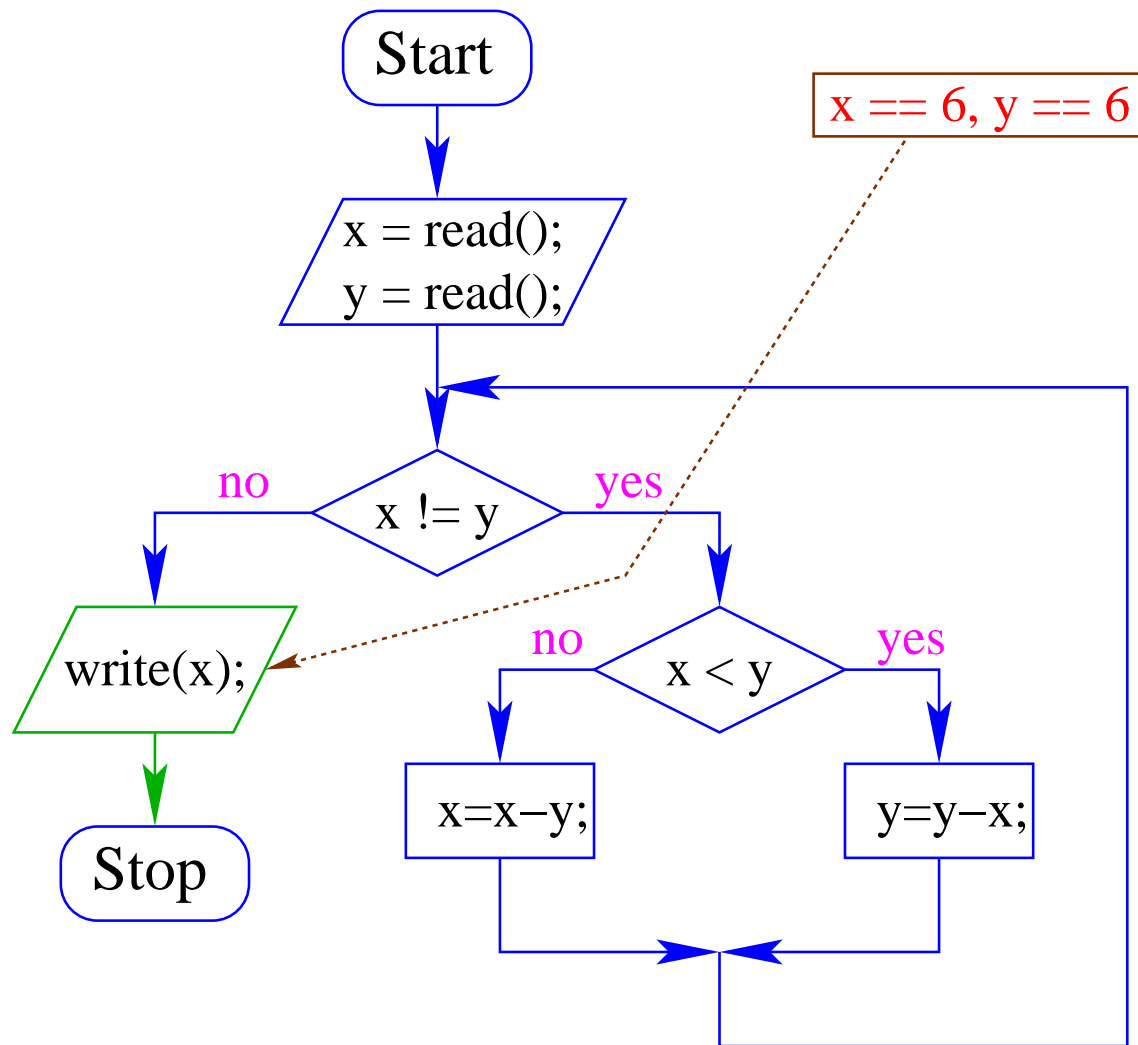 Start
x == 6, y == 6
x = read();
y = read();
no
yes
x != y
no
yes
write(x);
x < y
x=x−y;
y=y−x;
Stop